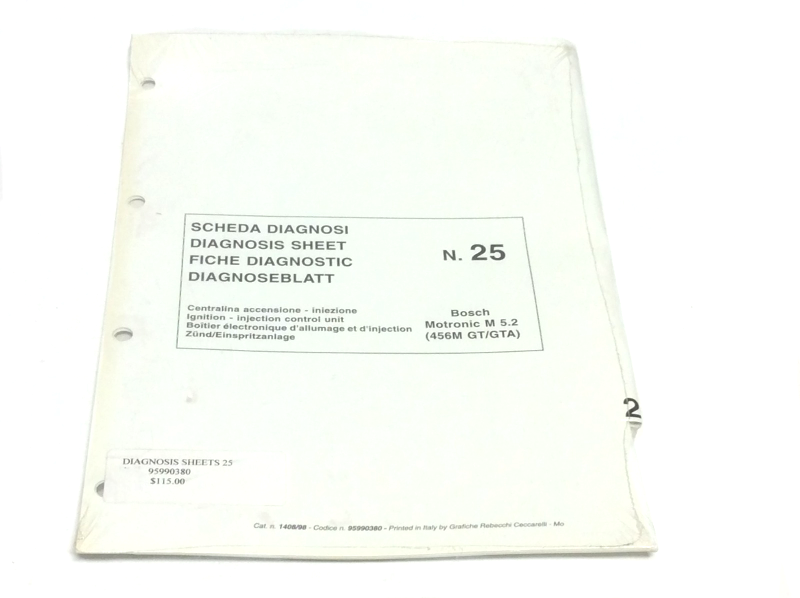 SCHEDA DIAGNOSI
DIAGNOSIS SHEET
FICHE DIAGNOSTIC
DIAGNOSEBLATT
N. 25
Centralina accensione - iniezione
Ignition - injection control unit
Boîtier électronique d'allumage et d'injection
Zünd/Einspritzanlage
Bosch
Motronic M 5.2
(456M GT/GTA)
2
DIAGNOSIS SHEETS 25
95990380
$115.00
Cat. n. 1408/98 - Codice n. 95990380 - Printed in Italy by Grafiche Rebecchi Ceccarelli - Mo